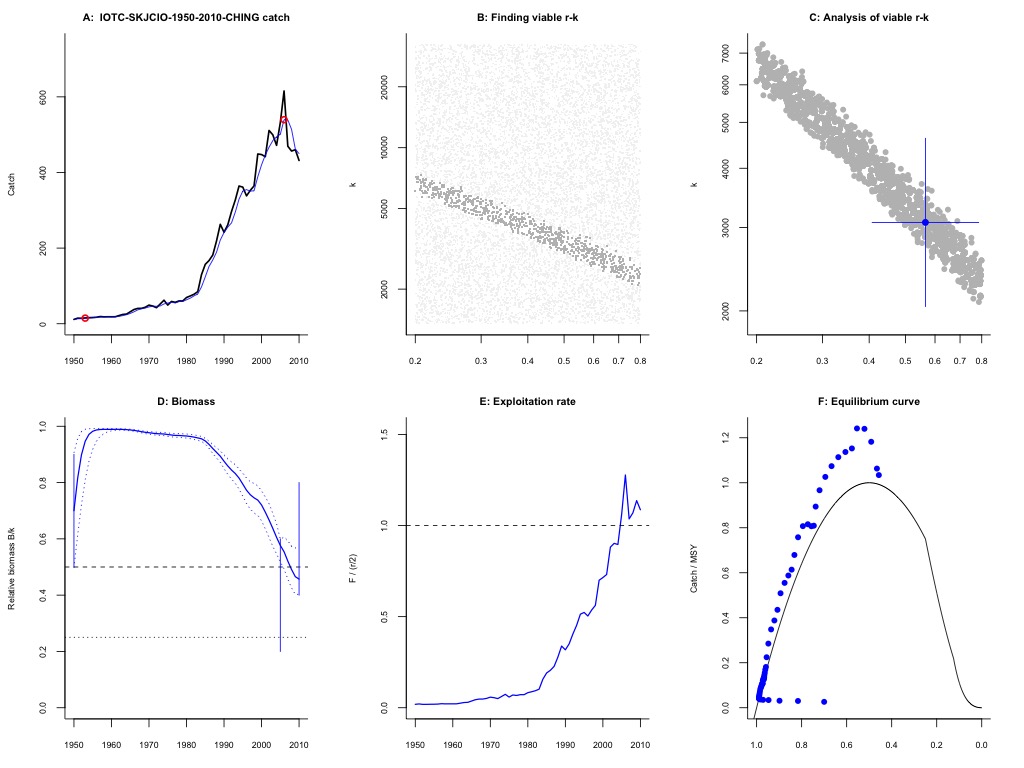 A: IOTC-SKJCIO-1950-2010-CHING catch
Catch
0 200 400 600
1950 1960 1970 1980 1990 2000 2010
B: Finding viable r-k
k
2000 5000 10000 20000
0.2 0.3 0.4 0.5 0.6 0.7 0.8
C: Analysis of viable r-k
k
2000 3000 4000 5000 6000 7000
0.2 0.3 0.4 0.5 0.6 0.7 0.8
D: Biomass
Relative biomass B/k
0.0 0.2 0.4 0.6 0.8 1.0
1950 1960 1970 1980 1990 2000 2010
E: Exploitation rate
F / (r/2)
0.0 0.5 1.0 1.5
1950 1960 1970 1980 1990 2000 2010
F: Equilibrium curve
Catch / MSY
0.0 0.2 0.4 0.6 0.8 1.0 1.2
1.0 0.8 0.6 0.4 0.2 0.0